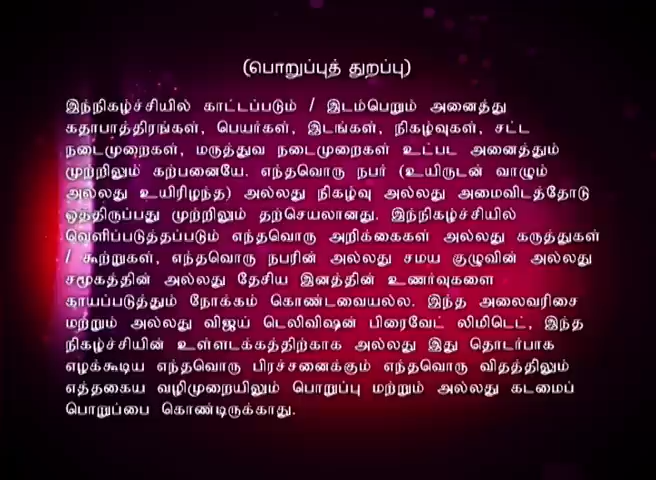 (பொறுப்புத் துறப்பு)
இந்நிகழ்ச்சியில் காட்டப்படும் / இடம்பெறும் அனைத்து
கதாபாத்திரங்கள், பெயர்கள், இடங்கள், நிகழ்வுகள், சட்ட
நடைமுறைகள், மருத்துவ நடைமுறைகள் உட்பட அனைத்தும்
முற்றிலும் கற்பனையே. எந்தவொரு நபர் (உயிருடன் வாழும்
அல்லது உயிரிழந்த) அல்லது நிகழ்வு அல்லது அமைவிடத்தோடு
ஒத்திருப்பது முற்றிலும் தற்செயலானது. இந்நிகழ்ச்சியில்
வெளிப்படுத்தப்படும் எந்தவொரு அறிக்கைகள் அல்லது கருத்துகள்
/ கூற்றுகள், எந்தவொரு நபரின் அல்லது சமய குழுவின் அல்லது
சமூகத்தின் அல்லது தேசிய இனத்தின் உணர்வுகளை
காயப்படுத்தும் நோக்கம் கொண்டவையல்ல. இந்த அலைவரிசை
மற்றும் அல்லது விஜய் டெலிவிஷன் பிரைவேட் லிமிடெட், இந்த
நிகழ்ச்சியின் உள்ளடக்கத்திற்காக அல்லது இது தொடர்பாக
எழக்கூடிய எந்தவொரு பிரச்சனைக்கும் எந்தவொரு விதத்திலும்
எத்தகைய வழிமுறையிலும் பொறுப்பு மற்றும் அல்லது கடமைப்
பொறுப்பை கொண்டிருக்காது.